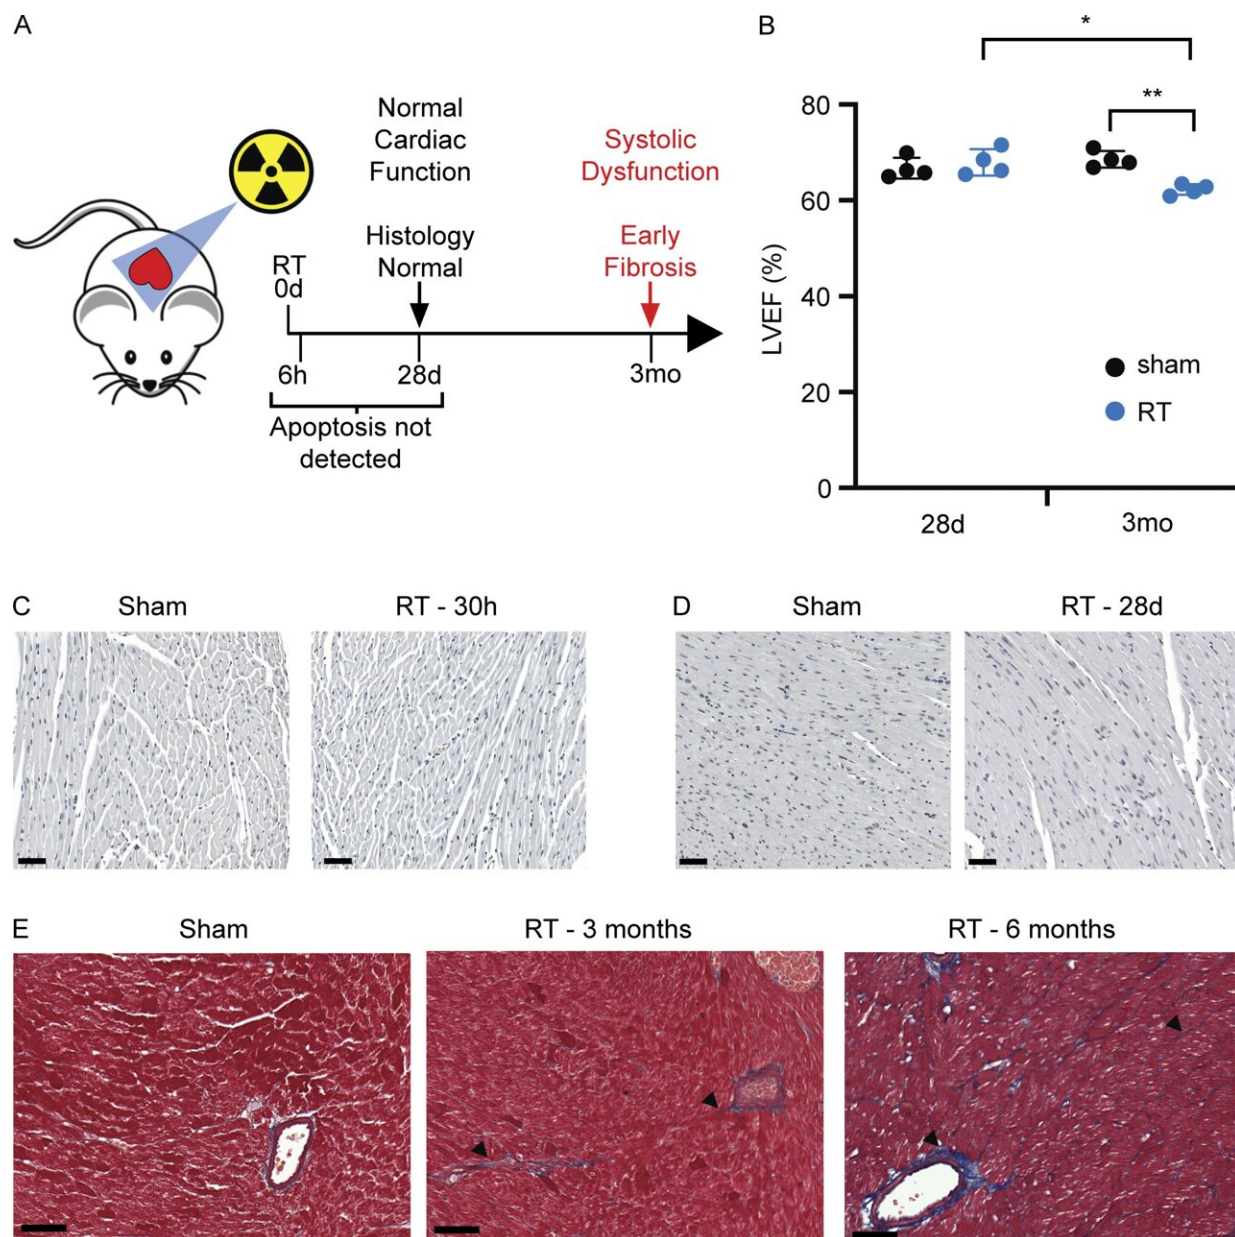 A
Normal
Cardiac
Function
Systolic
Dysfunction
Histology
Normal
Early
Fibrosis
RT
0d
6h
28d
3mo
Apoptosis not
detected
B
*
**
80
60
40
20
0
LVEF (%)
sham
RT
28d
3mo
C
Sham
RT - 30h
D
Sham
RT - 28d
E
Sham
RT - 3 months
RT - 6 months